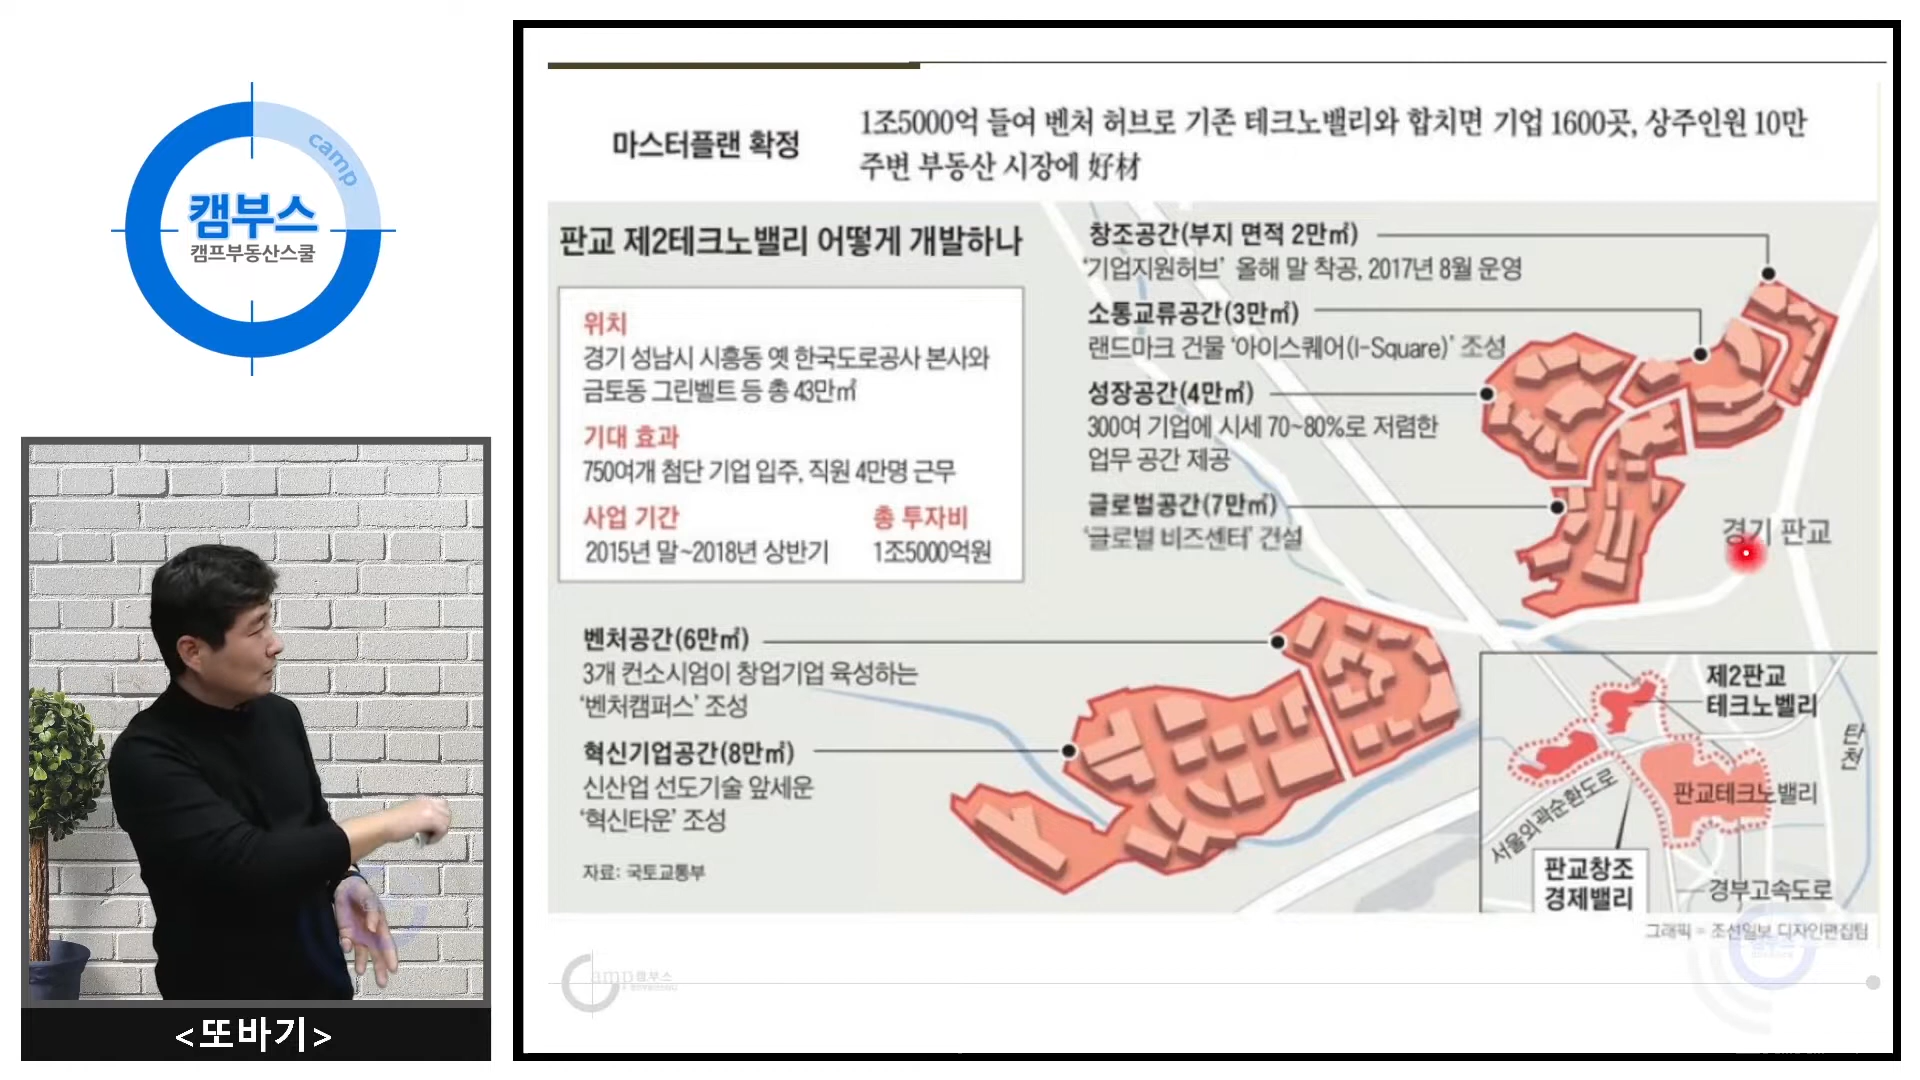 camp
캠부스
캠프부동산스쿨
<또바기>
마스터플랜 확정
1조5000억 들여 벤처 허브로 기존 테크노밸리와 합치면 기업 1600곳, 상주인원 10만
주변 부동산 시장에 好材
판교 제2테크노밸리 어떻게 개발하나
위치
경기 성남시 시흥동 옛 한국도로공사 본사와
금토동 그린벨트 등 총 43만㎡
기대 효과
750여개 첨단 기업 입주, 직원 4만명 근무
사업 기간
총 투자비
2015년 말~2018년 상반기
1조5000억원
창조공간(부지 면적 2만㎡)
‘기업지원허브’ 올해 말 착공, 2017년 8월 운영
소통교류공간(3만㎡)
랜드마크 건물 ‘아이스퀘어(I-Square)’ 조성
성장공간(4만㎡)
300여 기업에 시세 70~80%로 저렴한
업무 공간 제공
글로벌공간(7만㎡)
‘글로벌 비즈센터’ 건설
경기 판교
벤처공간(6만㎡)
3개 컨소시엄이 창업기업 육성하는
‘벤처캠퍼스’ 조성
혁신기업공간(8만㎡)
신산업 선도기술 앞세운
‘혁신타운’ 조성
자료: 국토교통부
제2판교
테크노벨리
탄천
판교테크노밸리
서울외곽순환도로
판교창조
경제밸리
경부고속도로
그래픽 = 조선일보 디자인편집팀
amp 캠부스